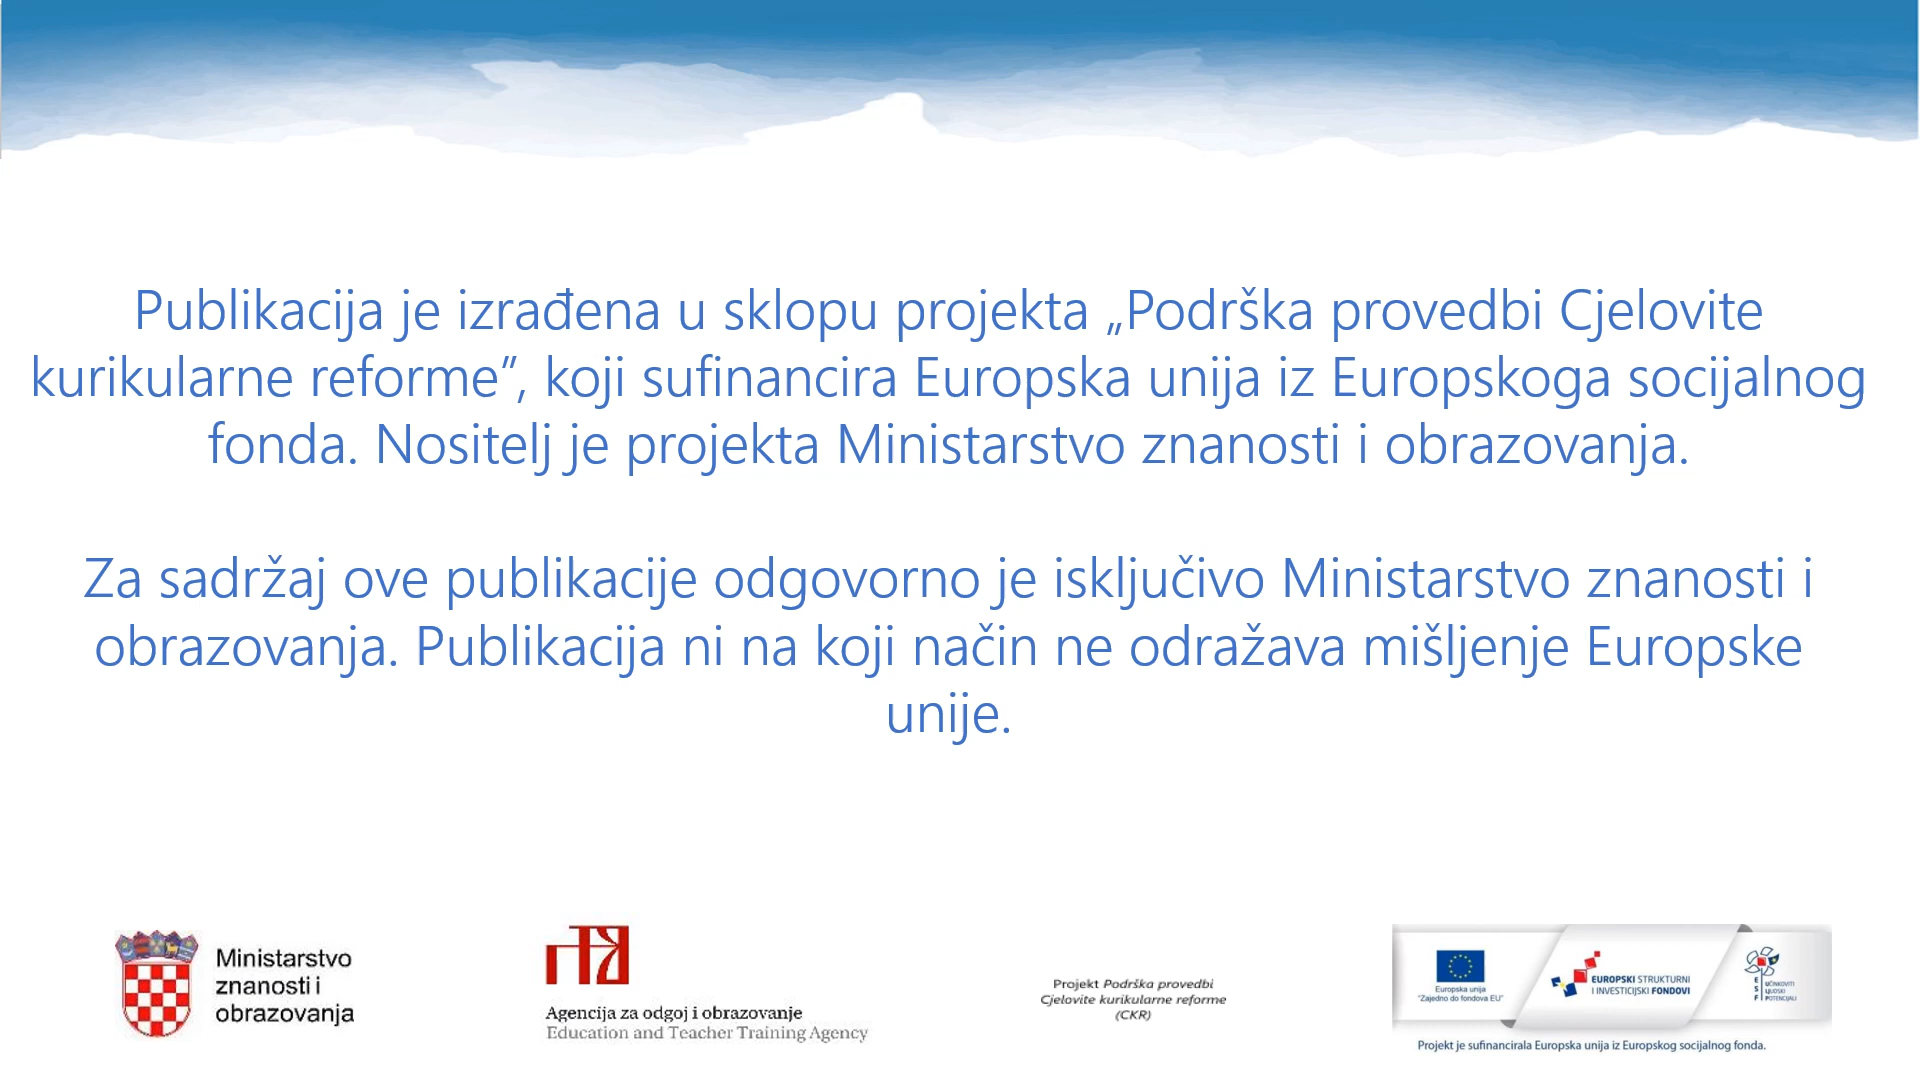 Publikacija je izrađena u sklopu projekta „Podrška provedbi Cjelovite
kurikularne reforme”, koji sufinancira Europska unija iz Europskoga socijalnog
fonda. Nositelj je projekta Ministarstvo znanosti i obrazovanja.
Za sadržaj ove publikacije odgovorno je isključivo Ministarstvo znanosti i
obrazovanja. Publikacija ni na koji način ne odražava mišljenje Europske
unije.
Ministarstvo
znanosti i
obrazovanja
Agencija za odgoj i obrazovanje
Education and Teacher Training Agency
Projekt Podrška provedbi
Cjelovite kurikularne reforme
(CKR)
Europska unija
"Zajedno do fondova EU"
EUROPSKI STRUKTURNI
I INVESTICIJSKI FONDOVI
ESF
UČINKOVITI
LJUDSKI
POTENCIJALI
Projekt je sufinancirala Europska unija iz Europskog socijalnog fonda.